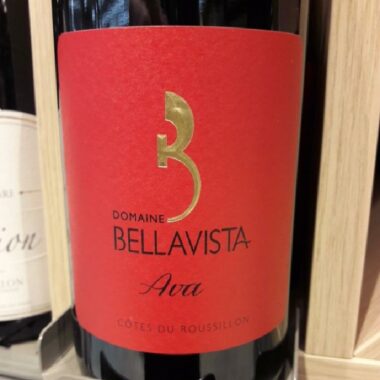 DOMAINE
BELLAVISTA
Ava
CÔTES DU ROUSSILLON